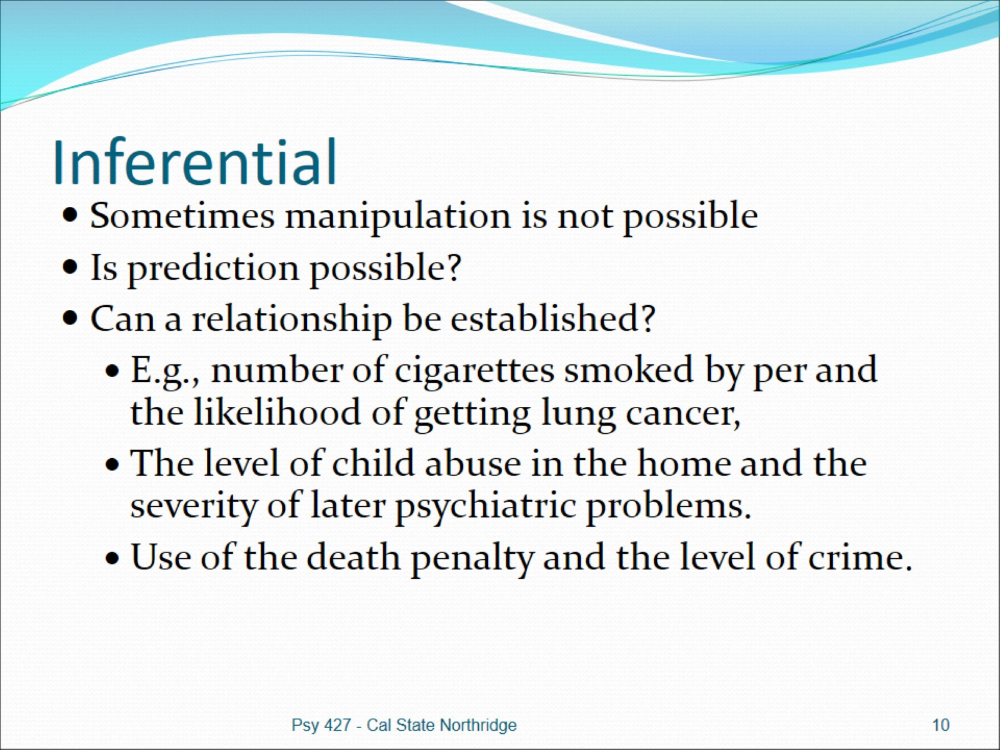 Inferential
• Sometimes manipulation is not possible
• Is prediction possible?
• Can a relationship be established?
• E.g., number of cigarettes smoked by per and
the likelihood of getting lung cancer,
• The level of child abuse in the home and the
severity of later psychiatric problems.
• Use of the death penalty and the level of crime.
Psy 427 - Cal State Northridge
10